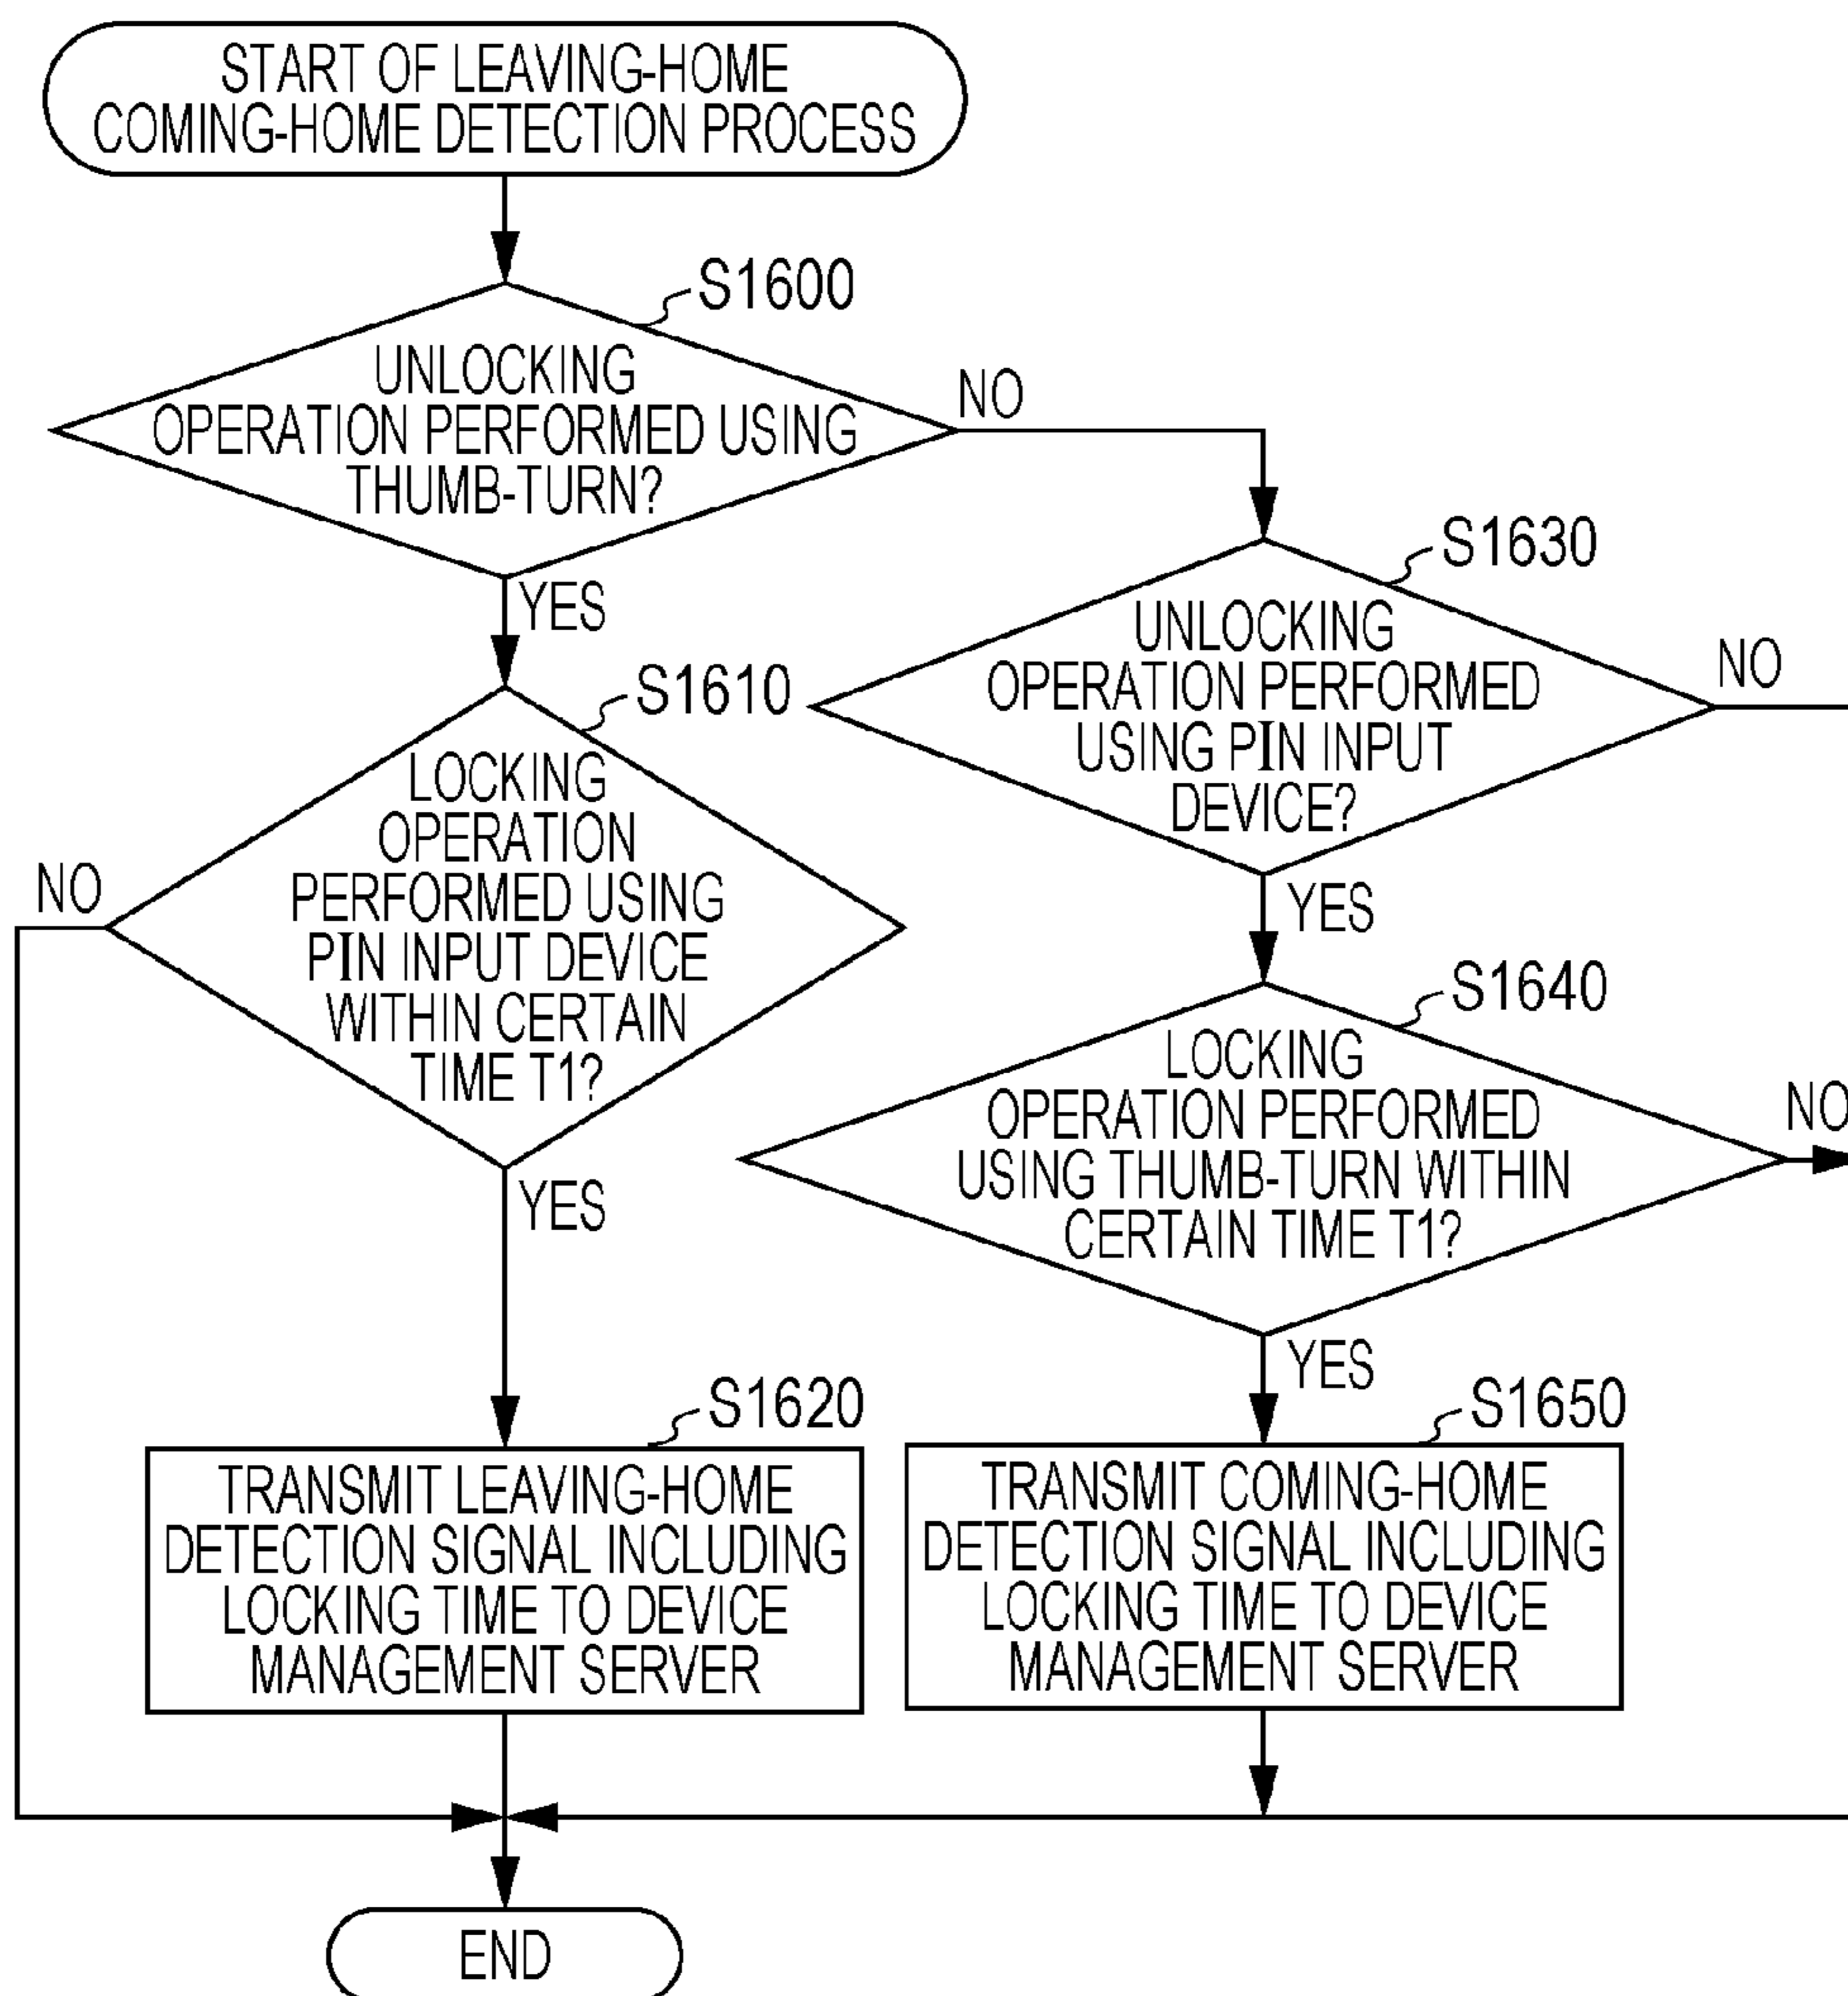 START OF LEAVING-HOME
COMING-HOME DETECTION PROCESS
S1600
UNLOCKING
OPERATION PERFORMED USING
THUMB-TURN?
NO
YES
S1610
LOCKING
OPERATION
PERFORMED USING
PIN INPUT DEVICE
WITHIN CERTAIN
TIME T1?
NO
YES
S1620
TRANSMIT LEAVING-HOME
DETECTION SIGNAL INCLUDING
LOCKING TIME TO DEVICE
MANAGEMENT SERVER
S1630
UNLOCKING
OPERATION PERFORMED
USING PIN INPUT
DEVICE?
NO
YES
S1640
LOCKING
OPERATION PERFORMED
USING THUMB-TURN WITHIN
CERTAIN TIME T1?
NO
YES
S1650
TRANSMIT COMING-HOME
DETECTION SIGNAL INCLUDING
LOCKING TIME TO DEVICE
MANAGEMENT SERVER
END